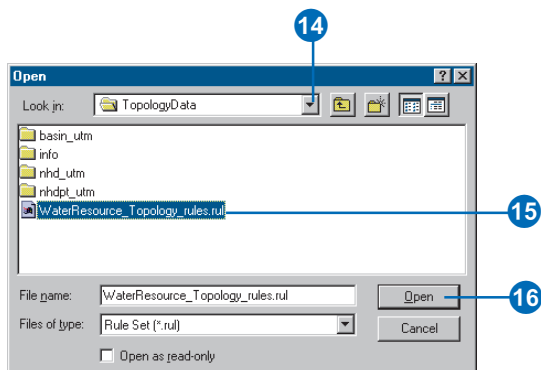 14
Open
Look in: TopologyData
basin_utm
info
nhd_utm
nhdpt_utm
WaterResource_Topology_rules.rul
15
File name: WaterResource_Topology_rules.rul Open
16
Files of type: Rule Set (*.rul) Cancel
Open as read-only